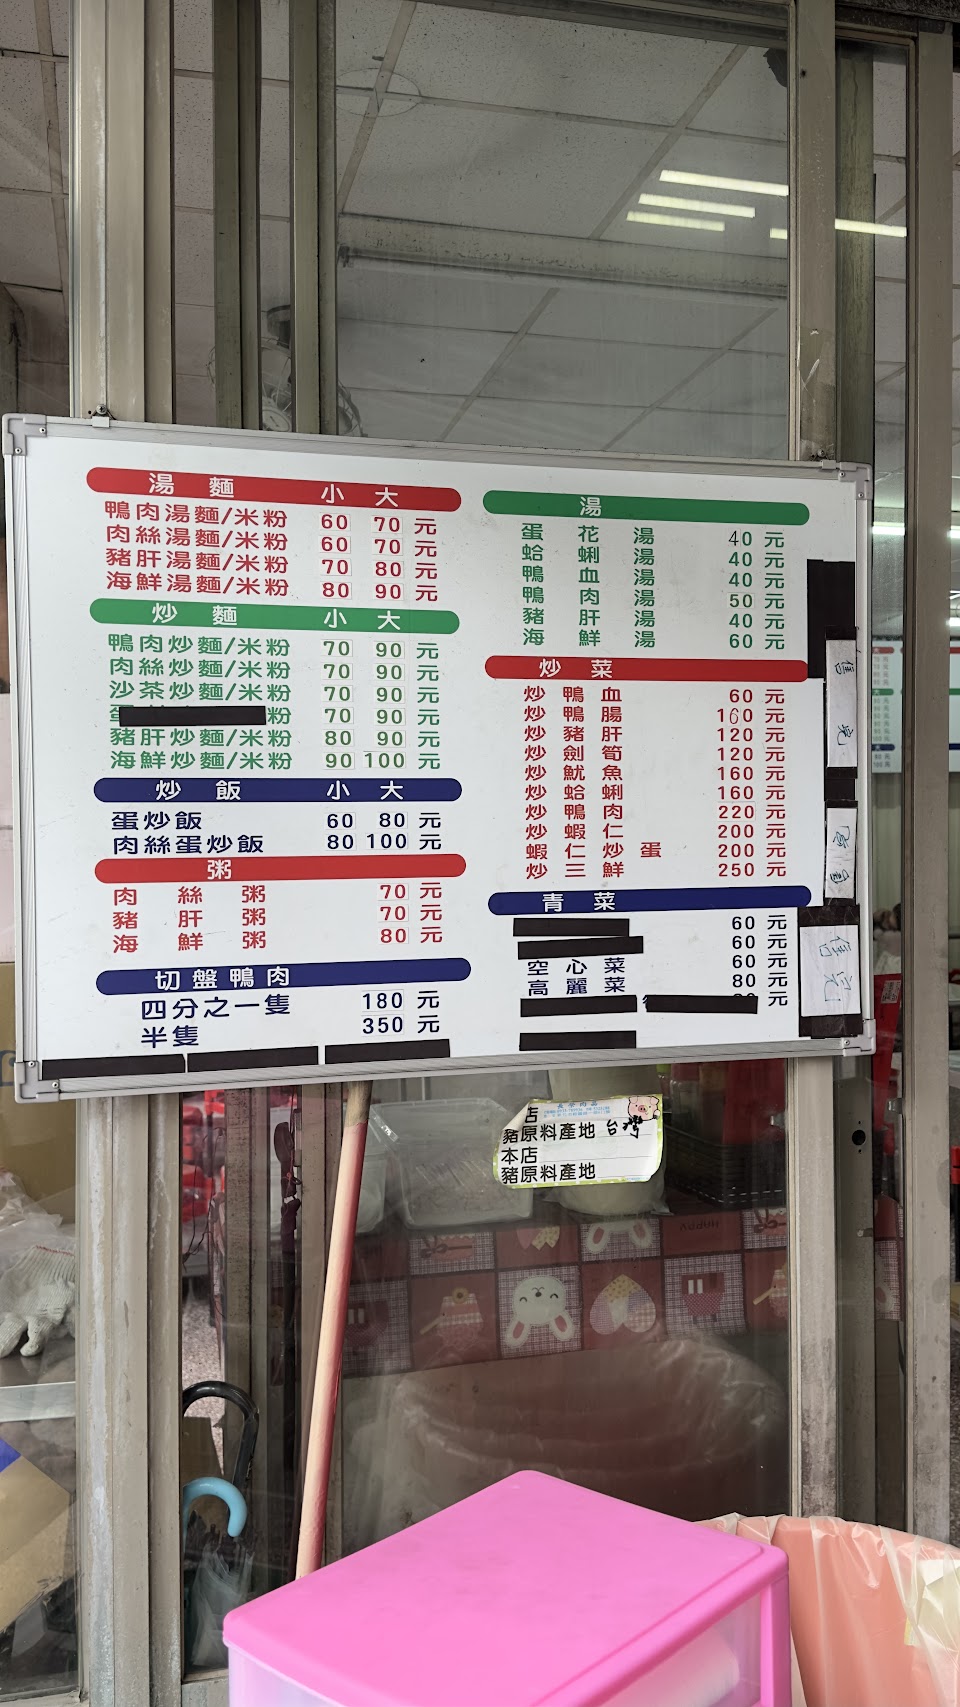 湯麵 小 大
鴨肉湯麵/米粉 60 70 元
肉絲湯麵/米粉 60 70 元
豬肝湯麵/米粉 70 80 元
海鮮湯麵/米粉 80 90 元
炒麵 小 大
鴨肉炒麵/米粉 70 90 元
肉絲炒麵/米粉 70 90 元
沙茶炒麵/米粉 70 90 元
粉 70 90 元
豬肝炒麵/米粉 80 90 元
海鮮炒麵/米粉 90 100 元
炒飯 小 大
蛋炒飯 60 80 元
肉絲蛋炒飯 80 100 元
粥
肉絲粥 70 元
豬肝粥 70 元
海鮮粥 80 元
切盤鴨肉
四分之一隻 180 元
半隻 350 元
湯
蛋花湯 40 元
蛤蜊湯 40 元
鴨血湯 40 元
鴨肉湯 50 元
豬肝湯 40 元
海鮮湯 60 元
炒菜
炒鴨血 60 元
炒鴨腸 160 元
炒豬肝 120 元
炒劍筍 120 元
炒魷魚 160 元
炒蛤蜊 160 元
炒鴨肉 220 元
炒蝦仁 200 元
蝦仁炒蛋 200 元
炒三鮮 250 元
青菜
60 元
60 元
空心菜 60 元
高麗菜 80 元
元
店
豬原料產地 台灣
本店
豬原料產地
HAPPY